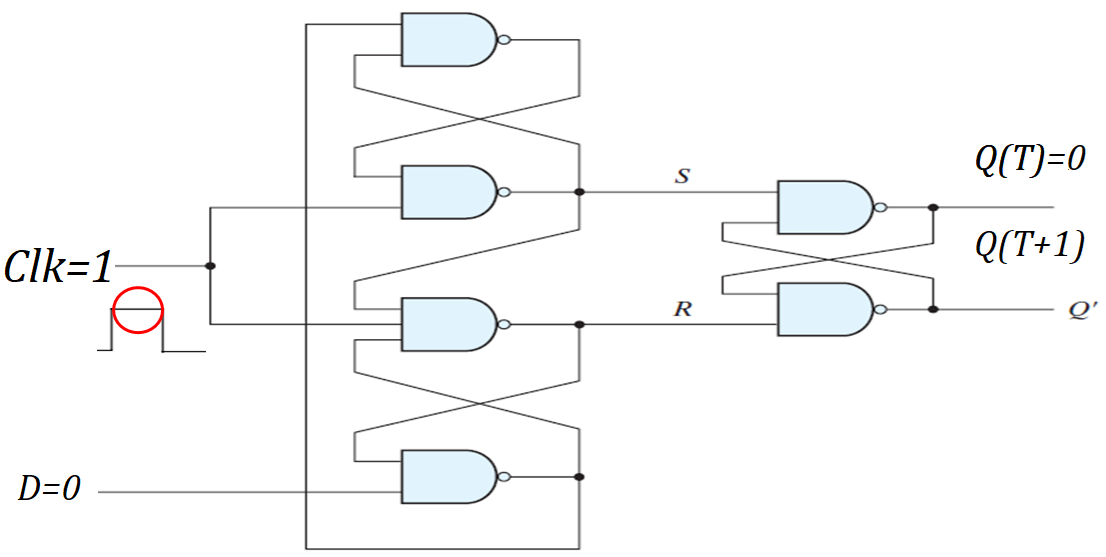 S
Q(T)=0
Q(T+1)
Clk=1
R
Q′
D=0